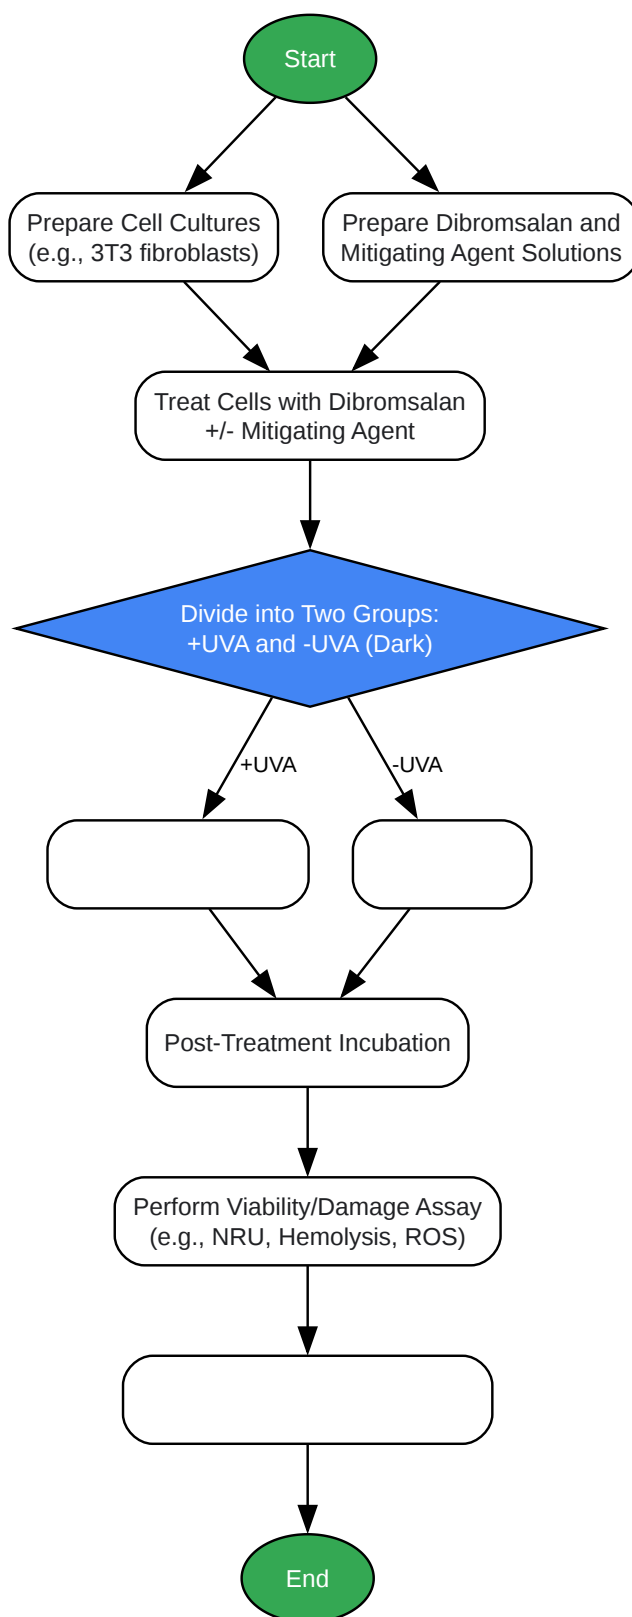 Start
Prepare Cell Cultures
(e.g., 3T3 fibroblasts)
Prepare Dibromsalan and
Mitigating Agent Solutions
Treat Cells with Dibromsalan
+/- Mitigating Agent
Divide into Two Groups:
+UVA and -UVA (Dark)
+UVA
-UVA
Post-Treatment Incubation
Perform Viability/Damage Assay
(e.g., NRU, Hemolysis, ROS)
End